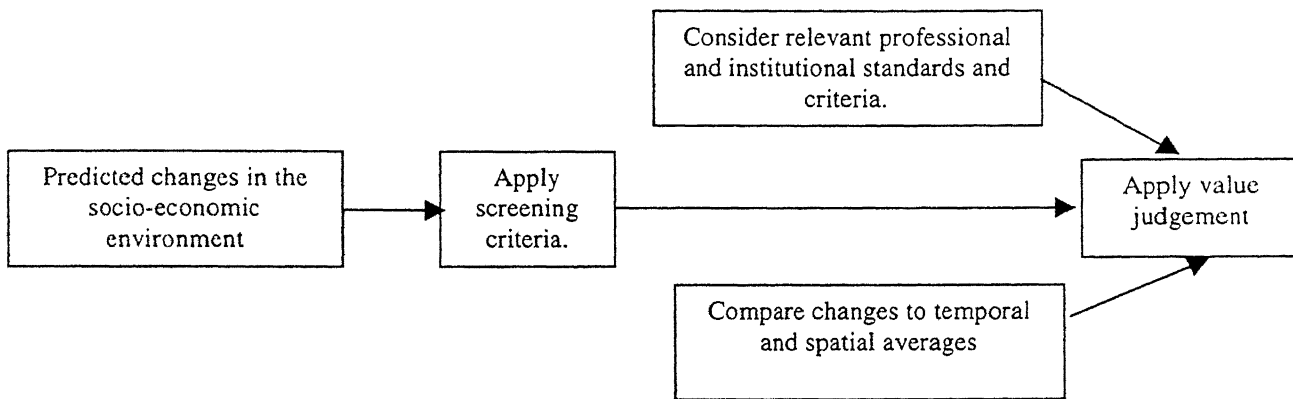 Consider relevant professional
and institutional standards and
criteria.
Predicted changes in the
socio-economic
environment
Apply
screening
criteria.
Apply value
judgement
Compare changes to temporal
and spatial averages